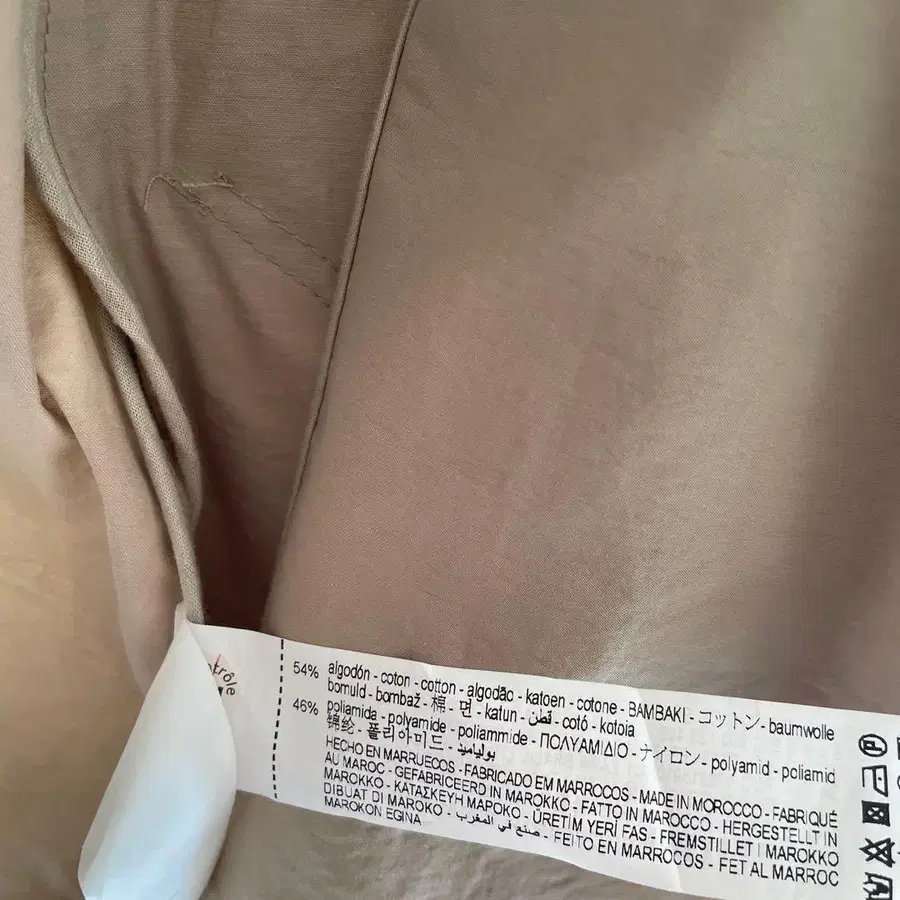 trôle
54% algodón - coton - cotton - algodão - katoen - cotone - BAMBAKI - コットン - baumwolle
bomuld - bombaž - 棉 - 면 - katun - قطن - cotó - kotoia
46% poliamida - polyamide - poliammide - ΠΟΛΥΑΜΙΔΙΟ - ナイロン - polyamid - poliamid
锦纶 - 폴리아미드 - بولياميد
HECHO EN MARRUECOS - FABRICADO EM MARROCOS - MADE IN MOROCCO - FABRIQUÉ
AU MAROC - GEFABRICEERD IN MAROKKO - FATTO IN MAROCCO - HERGESTELLT IN
MAROKKO - ΚΑΤΑΣΚΕΥΗ ΜΑΡΟΚΟ - ÜRETİM YERİ FAS - FREMSTILLET I MAROKKO
DIBUAT DI MAROKO - صنع في المغرب - FEITO EN MARROCOS - FET AL MARROC
MAROKON EGINA
P